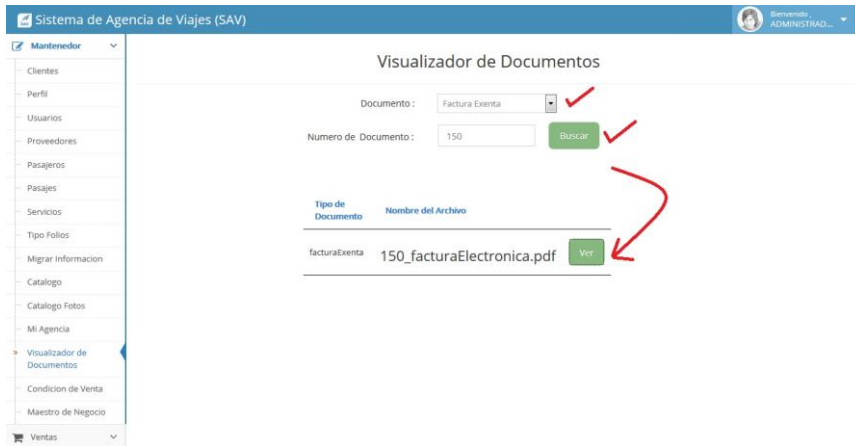 Sistema de Agencia de Viajes (SAV)
Bienvenido ,
ADMINISTRAD...
Mantenedor
Clientes
Perfil
Usuarios
Proveedores
Pasajeros
Pasajes
Servicios
Tipo Folios
Migrar Informacion
Catalogo
Catalogo Fotos
Mi Agencia
Visualizador de
Documentos
Condicion de Venta
Maestro de Negocio
Ventas
Visualizador de Documentos
Documento :
Factura Exenta
Numero de Documento :
150
Buscar
Tipo de
Documento
Nombre del Archivo
facturaExenta
150_facturaElectronica.pdf
Ver